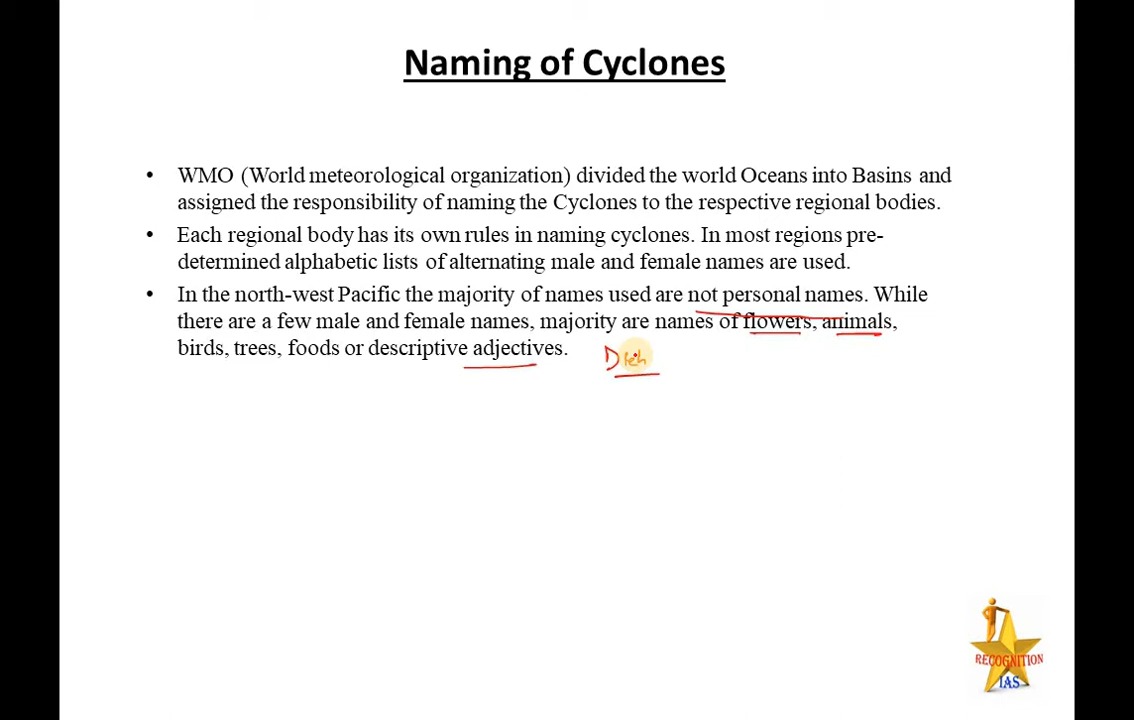 Naming of Cyclones
• WMO (World meteorological organization) divided the world Oceans into Basins and
assigned the responsibility of naming the Cyclones to the respective regional bodies.
• Each regional body has its own rules in naming cyclones. In most regions pre-
determined alphabetic lists of alternating male and female names are used.
• In the north-west Pacific the majority of names used are not personal names. While
there are a few male and female names, majority are names of flowers, animals,
birds, trees, foods or descriptive adjectives.
RECOGNITION
IAS